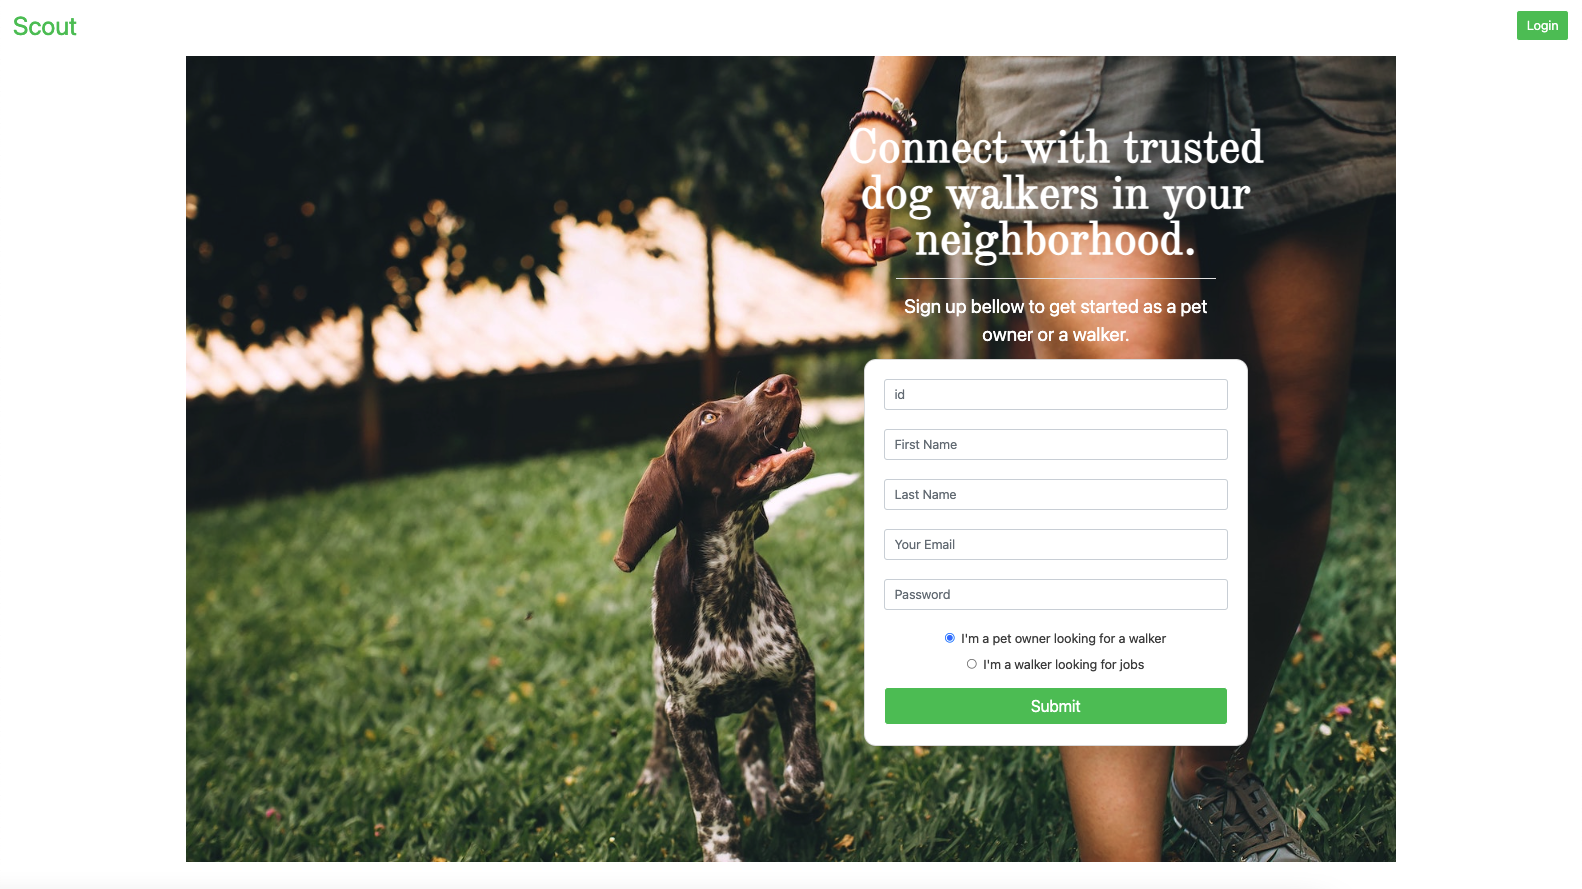 Scout
Login
Connect with trusted
dog walkers in your
neighborhood.
Sign up bellow to get started as a pet
owner or a walker.
id
First Name
Last Name
Your Email
Password
I'm a pet owner looking for a walker
I'm a walker looking for jobs
Submit